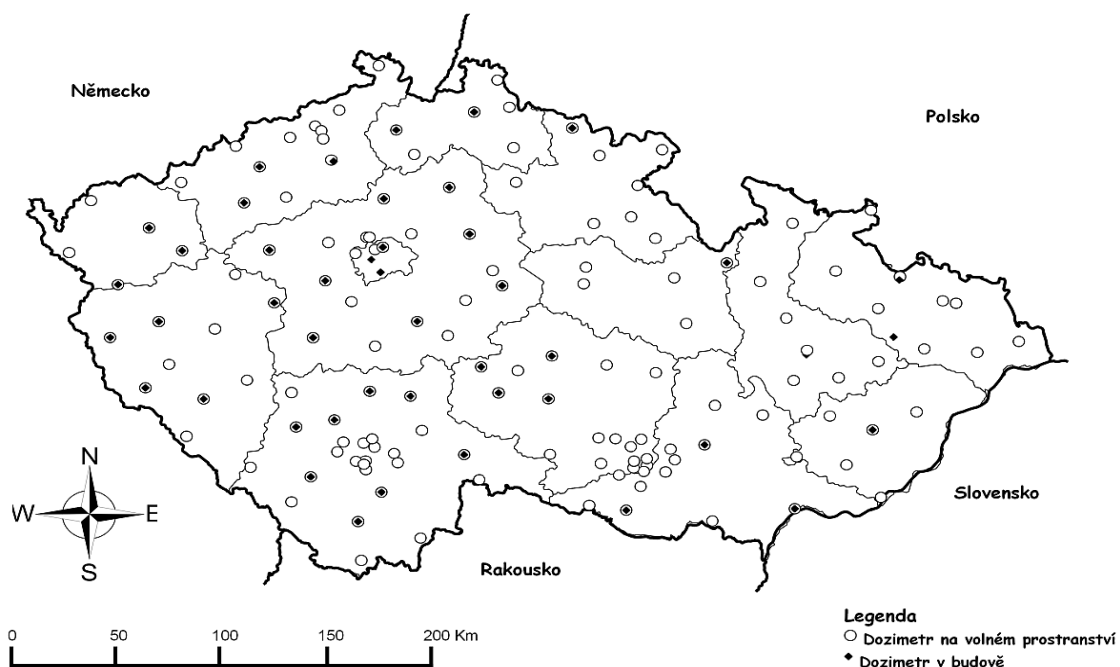 Německo
Polsko
N
W E
S
Slovensko
Rakousko
0 50 100 150 200 Km
Legenda
Dozimetr na volném prostranství
Dozimetr v budově